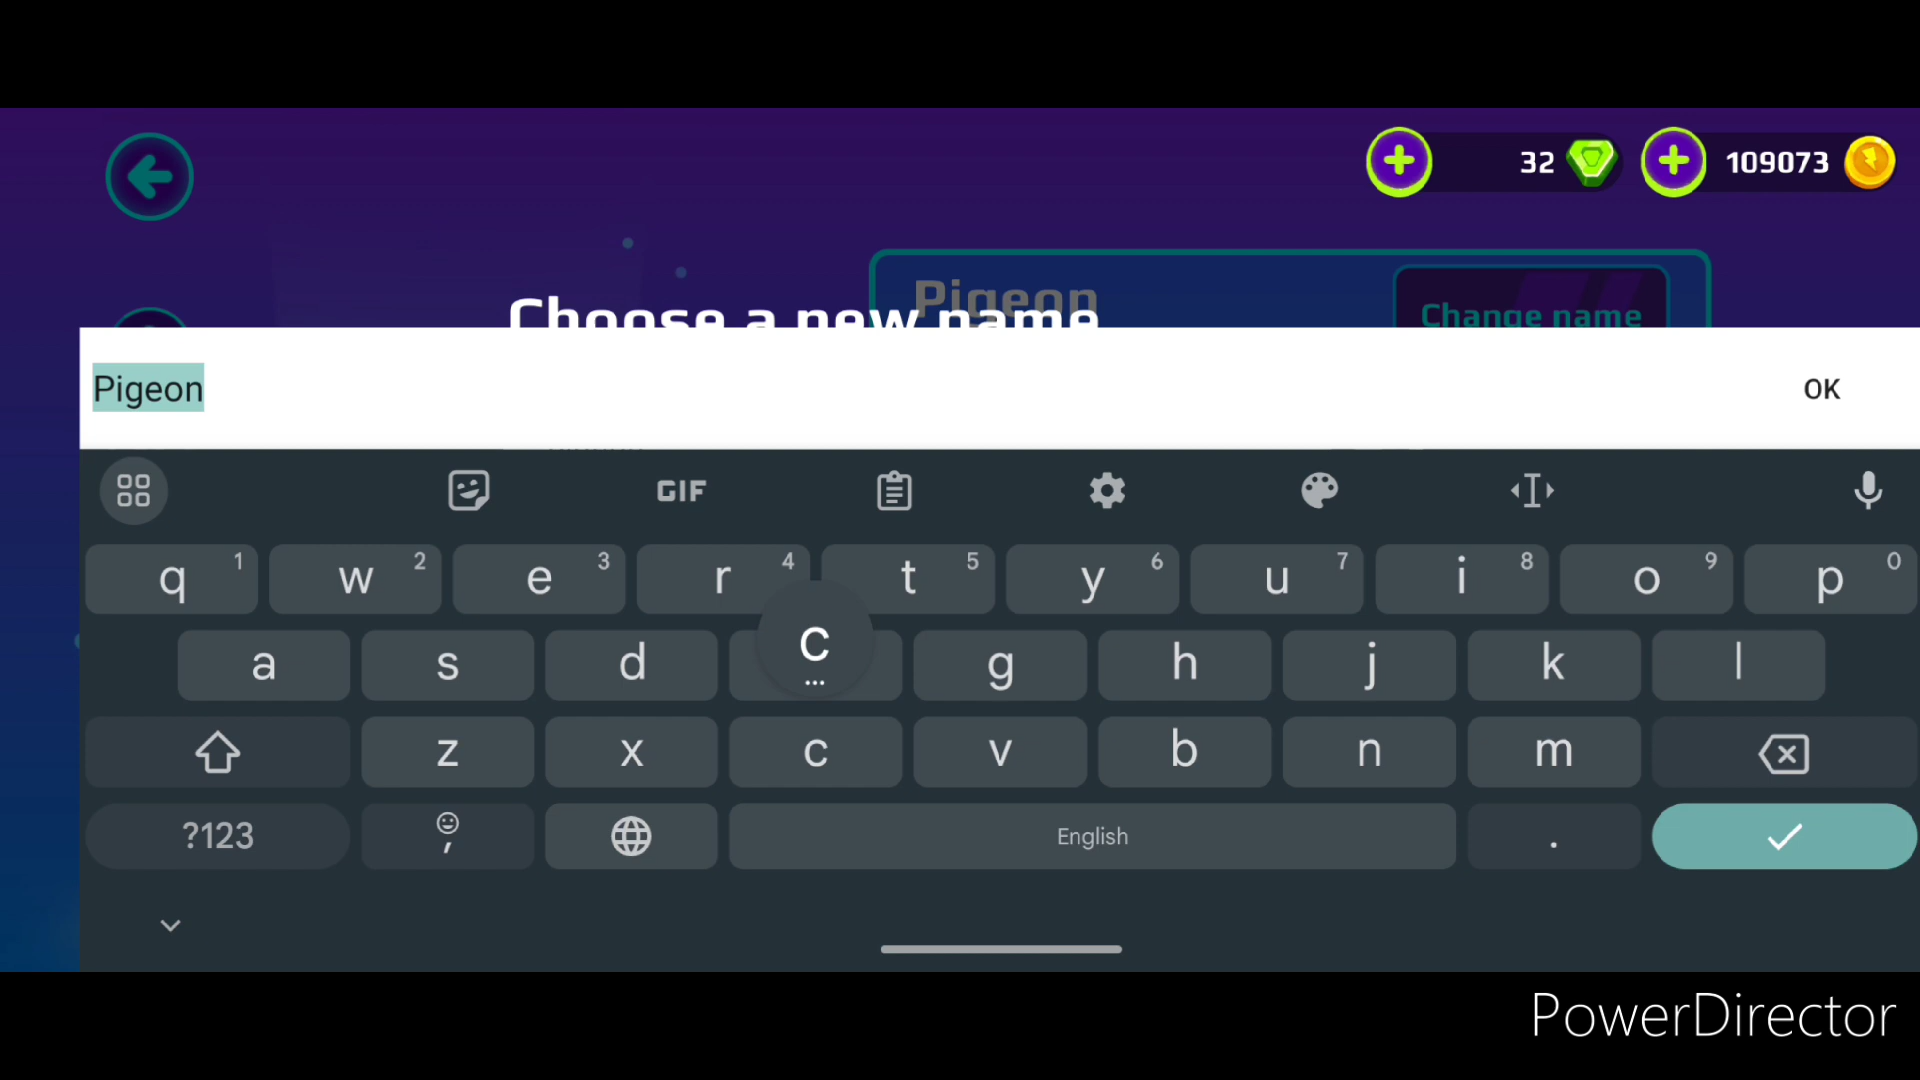 32
109073
Pigeon
Choose a new name
Change name
Pigeon
OK
GIF
q 1 w 2 e 3 r 4 t 5 y 6 u 7 i 8 o 9 p 0
a s d c g h j k l
...
z x c v b n m
?123 , English .
PowerDirector